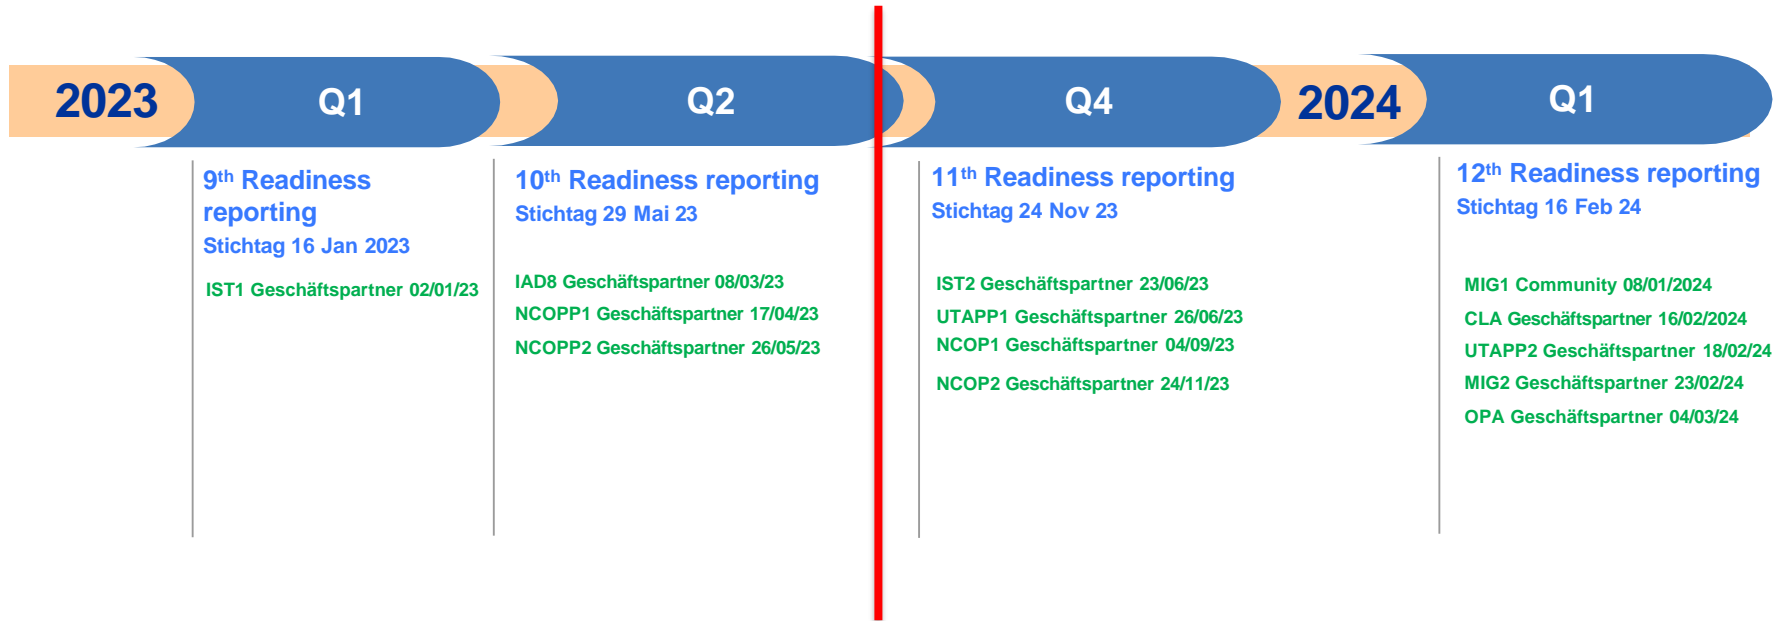 2023
Q1
Q2
Q4
2024
Q1
9th Readiness
reporting
Stichtag 16 Jan 2023
IST1 Geschäftspartner 02/01/23
10th Readiness reporting
Stichtag 29 Mai 23
IAD8 Geschäftspartner 08/03/23
NCOPP1 Geschäftspartner 17/04/23
NCOPP2 Geschäftspartner 26/05/23
11th Readiness reporting
Stichtag 24 Nov 23
IST2 Geschäftspartner 23/06/23
UTAPP1 Geschäftspartner 26/06/23
NCOP1 Geschäftspartner 04/09/23
NCOP2 Geschäftspartner 24/11/23
12th Readiness reporting
Stichtag 16 Feb 24
MIG1 Community 08/01/2024
CLA Geschäftspartner 16/02/2024
UTAPP2 Geschäftspartner 18/02/24
MIG2 Geschäftspartner 23/02/24
OPA Geschäftspartner 04/03/24